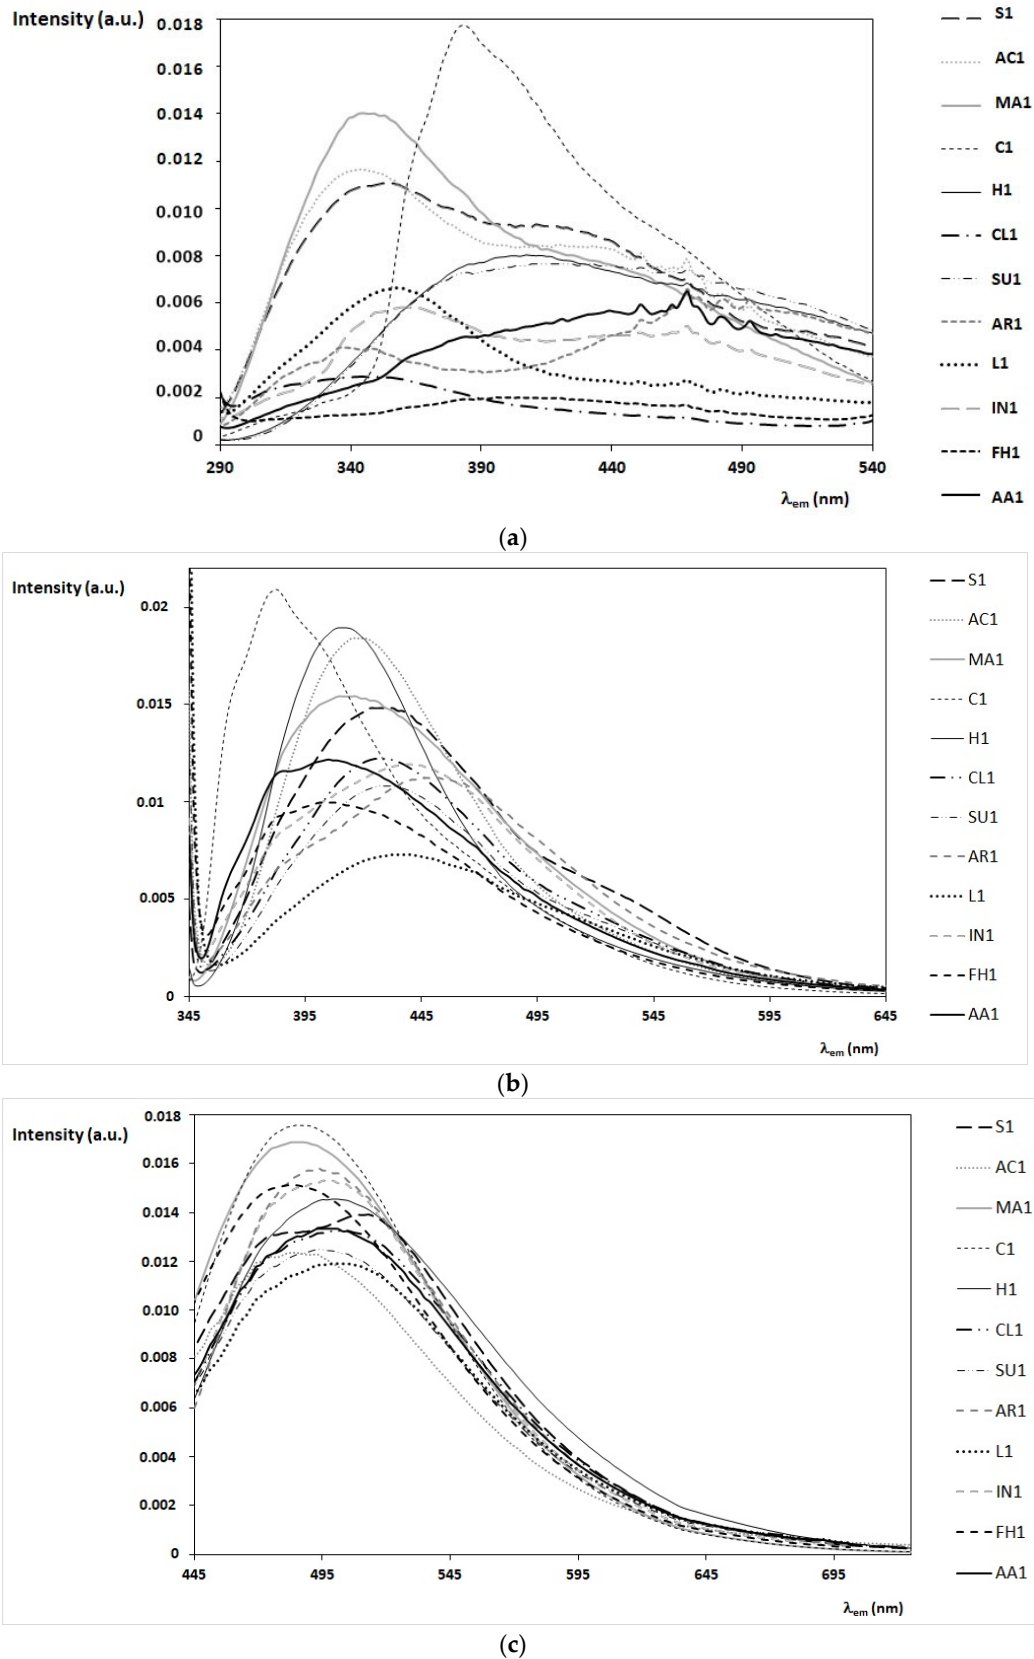 Intensity (a.u.)
0.018
0.016
0.014
0.012
0.010
0.008
0.006
0.004
0.002
0
290 340 390 440 490 540
λem (nm)
S1
AC1
MA1
C1
H1
CL1
SU1
AR1
L1
IN1
FH1
AA1
(a)
Intensity (a.u.)
0.02
0.015
0.01
0.005
0
345 395 445 495 545 595 645
λem (nm)
S1
AC1
MA1
C1
H1
CL1
SU1
AR1
L1
IN1
FH1
AA1
(b)
Intensity (a.u.)
0.018
0.016
0.014
0.012
0.010
0.008
0.006
0.004
0.002
0
445 495 545 595 645 695
λem (nm)
S1
AC1
MA1
C1
H1
CL1
SU1
AR1
L1
IN1
FH1
AA1
(c)